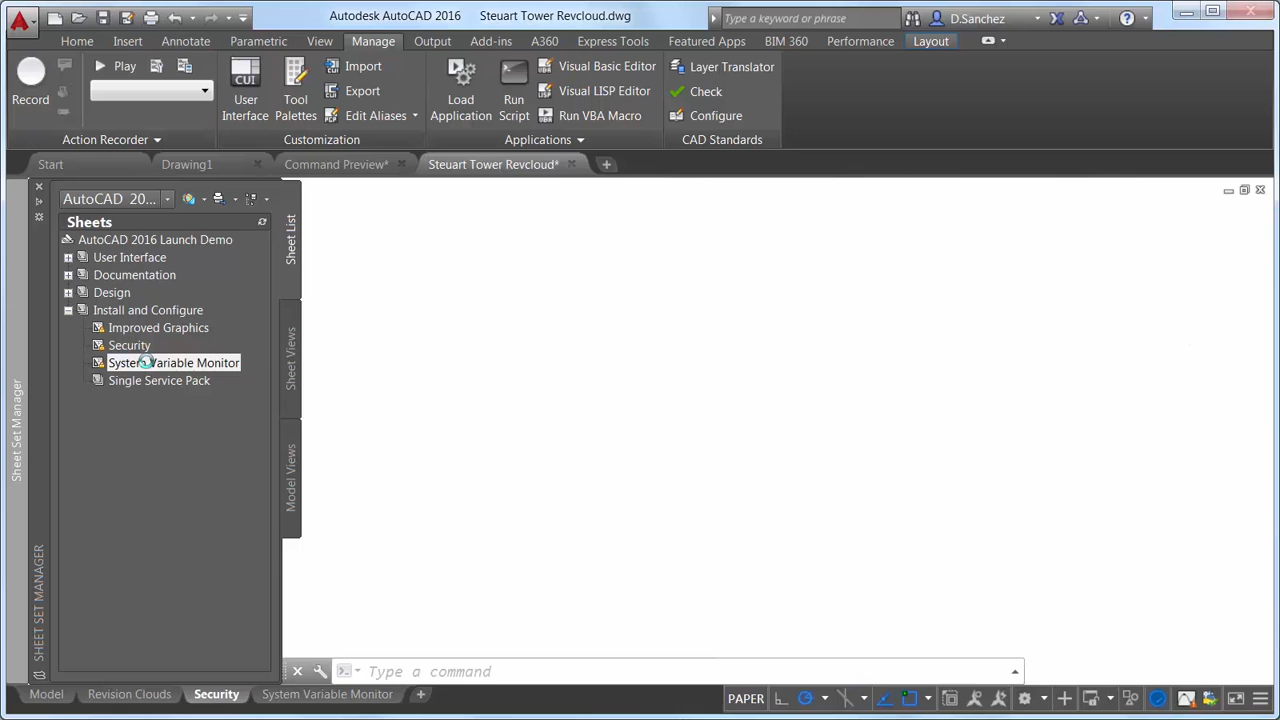 Autodesk AutoCAD 2016 Steuart Tower Revcloud.dwg Type a keyword or phrase D.Sanchez
Home Insert Annotate Parametric View Manage Output Add-ins A360 Express Tools Featured Apps BIM 360 Performance Layout
Play Import Visual Basic Editor Layer Translator
Export Visual LISP Editor Check
Record CUI User Interface Tool Palettes Edit Aliases Load Application Run Script Run VBA Macro Configure
Action Recorder Customization Applications CAD Standards
Start Drawing1 Command Preview* Steuart Tower Revcloud*
AutoCAD 20...
Sheets
AutoCAD 2016 Launch Demo
User Interface
Documentation
Design
Install and Configure
Improved Graphics
Security
System Variable Monitor
Single Service Pack
Sheet List
Sheet Views
Model Views
Sheet Set Manager
SHEET SET MANAGER
Type a command
Model Revision Clouds Security System Variable Monitor PAPER